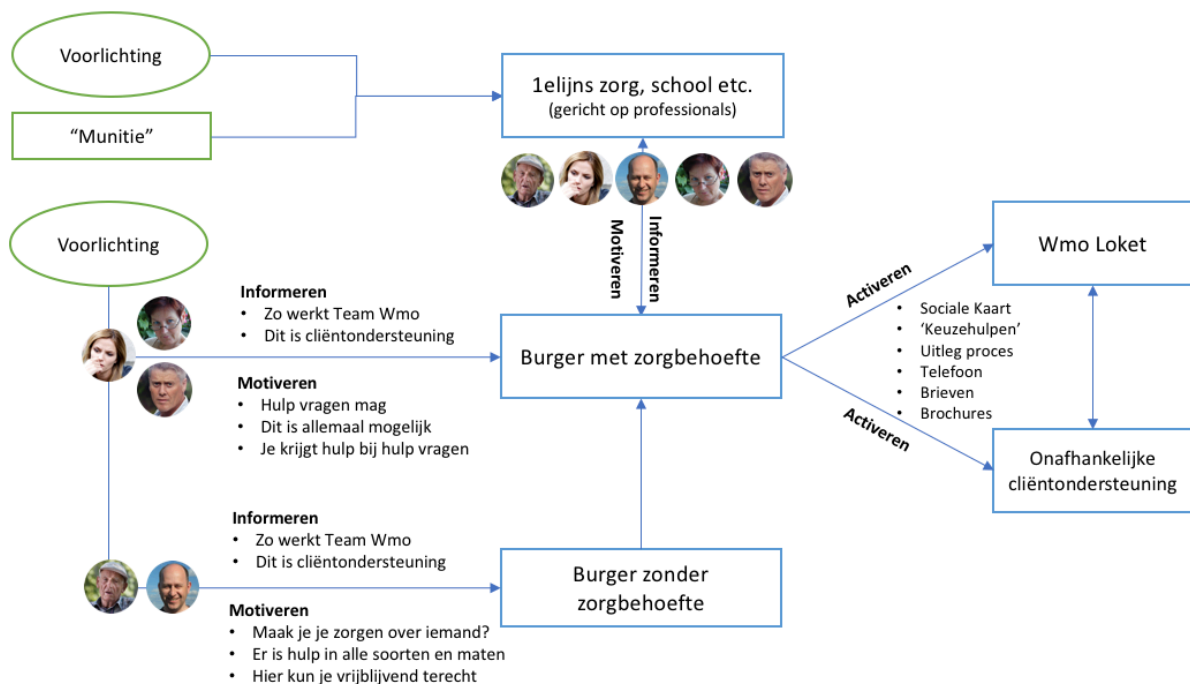 Voorlichting
“Munitie”
1elijns zorg, school etc.
(gericht op professionals)
Motiveren
Informeren
Voorlichting
Informeren
• Zo werkt Team Wmo
• Dit is cliëntondersteuning
Motiveren
• Hulp vragen mag
• Dit is allemaal mogelijk
• Je krijgt hulp bij hulp vragen
Burger met zorgbehoefte
Activeren
• Sociale Kaart
• ‘Keuzehulpen’
• Uitleg proces
• Telefoon
• Brieven
• Brochures
Activeren
Wmo Loket
Onafhankelijke
cliëntondersteuning
Informeren
• Zo werkt Team Wmo
• Dit is cliëntondersteuning
Motiveren
• Maak je je zorgen over iemand?
• Er is hulp in alle soorten en maten
• Hier kun je vrijblijvend terecht
Burger zonder
zorgbehoefte